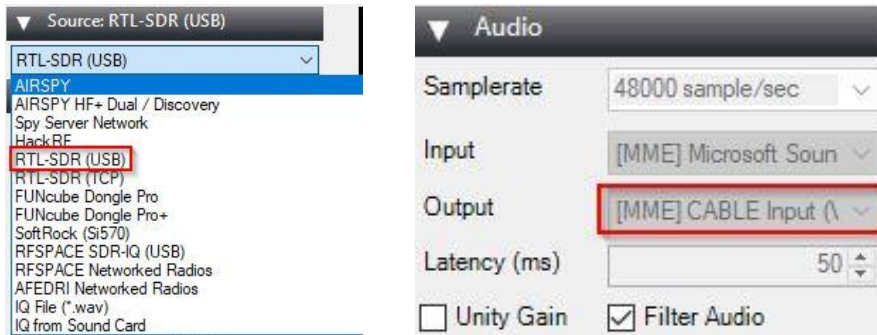 ▼ Source: RTL-SDR (USB)
RTL-SDR (USB)
AIRSPY
AIRSPY HF+ Dual / Discovery
Spy Server Network
HackRF
RTL-SDR (USB)
RTL-SDR (TCP)
FUNcube Dongle Pro
FUNcube Dongle Pro+
SoftRock (Si570)
RFSPACE SDR-IQ (USB)
RFSPACE Networked Radios
AFEDRI Networked Radios
IQ File (*.wav)
IQ from Sound Card
▼ Audio
Samplerate 48000 sample/sec
Input [MME] Microsoft Soun
Output [MME] CABLE Input (\
Latency (ms) 50
Unity Gain Filter Audio